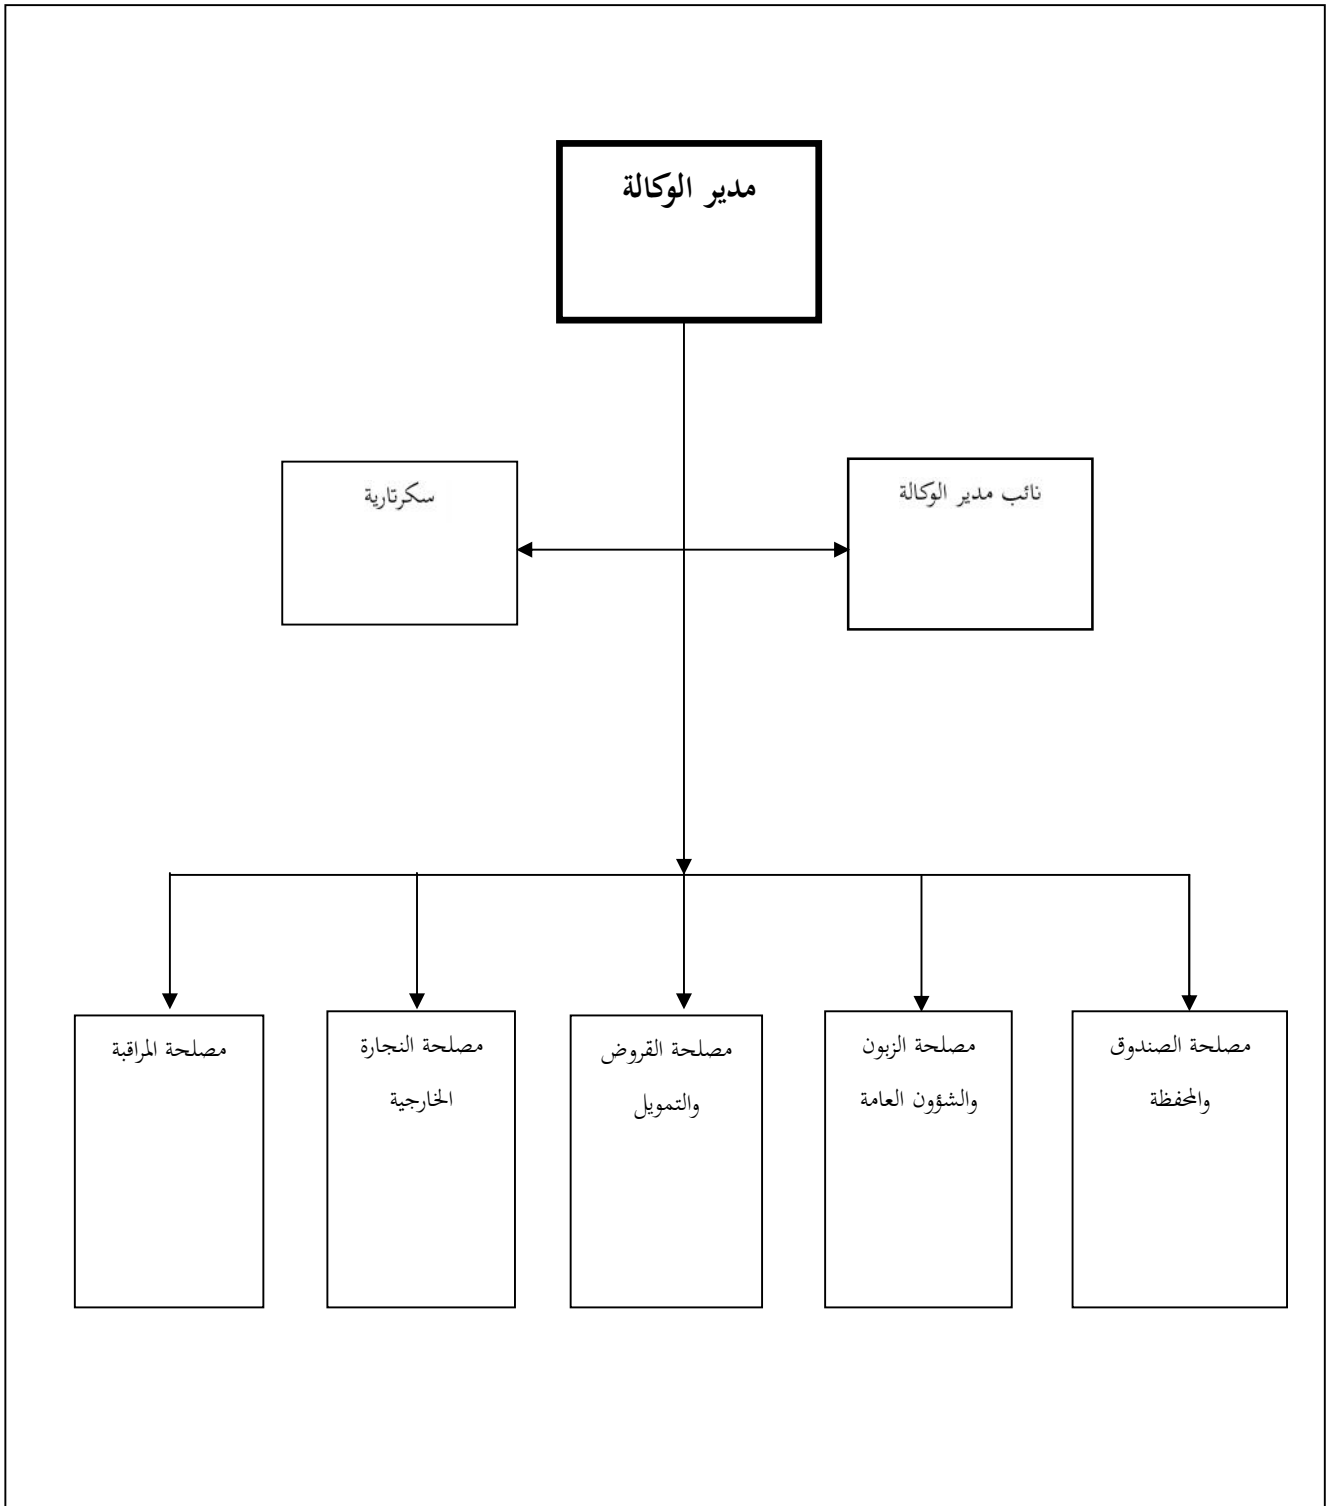 مدير الوكالة
نائب مدير الوكالة
سكرتارية
مصلحة الصندوق
والمحفظة
مصلحة الزبون
والشؤون العامة
مصلحة القروض
والتمويل
مصلحة النجارة
الخارجية
مصلحة المراقبة